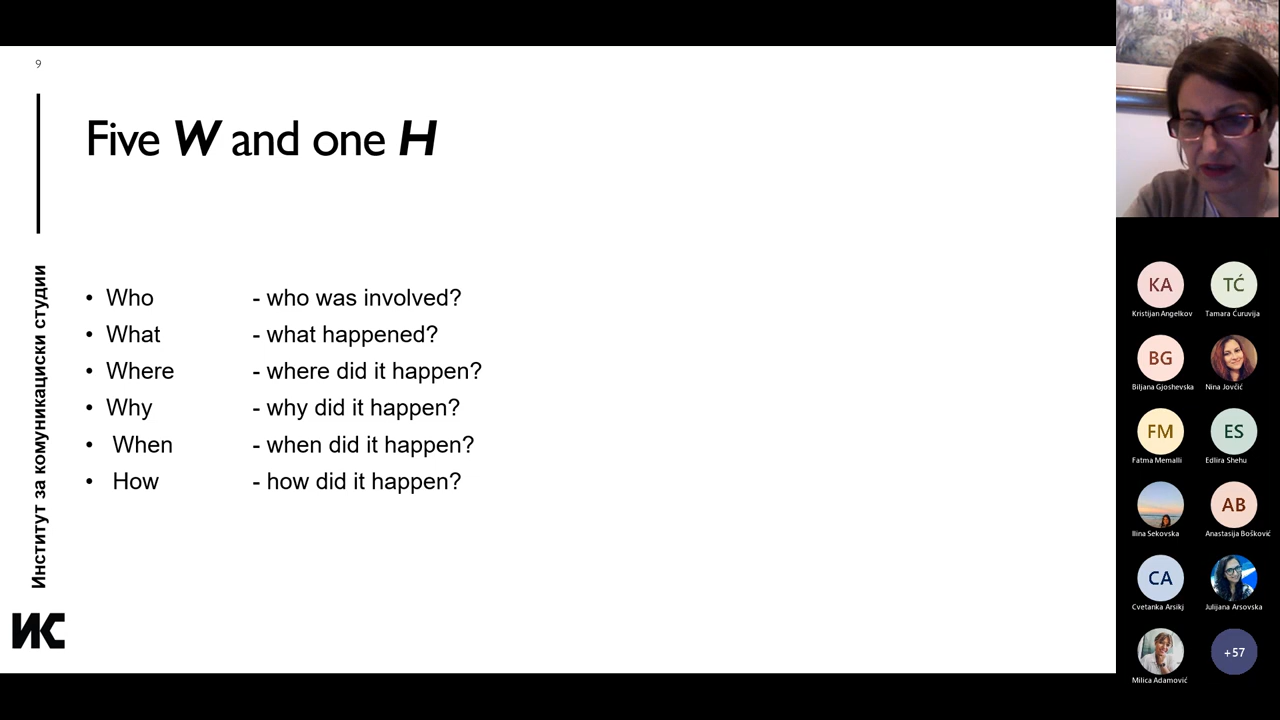 9
Five W and one H
• Who - who was involved?
• What - what happened?
• Where - where did it happen?
• Why - why did it happen?
• When - when did it happen?
• How - how did it happen?
Институт за комуникациски студии
ИС
KA
Kristijan Angelkov
TĆ
Tamara Ćuruvija
BG
Biljana Gjoshevska
Nina Jovčić
FM
Fatma Memalli
ES
Edlira Shehu
Ilina Sekovska
AB
Anastasija Bošković
CA
Cvetanka Arsikj
Julijana Arsovska
Milica Adamović
+57